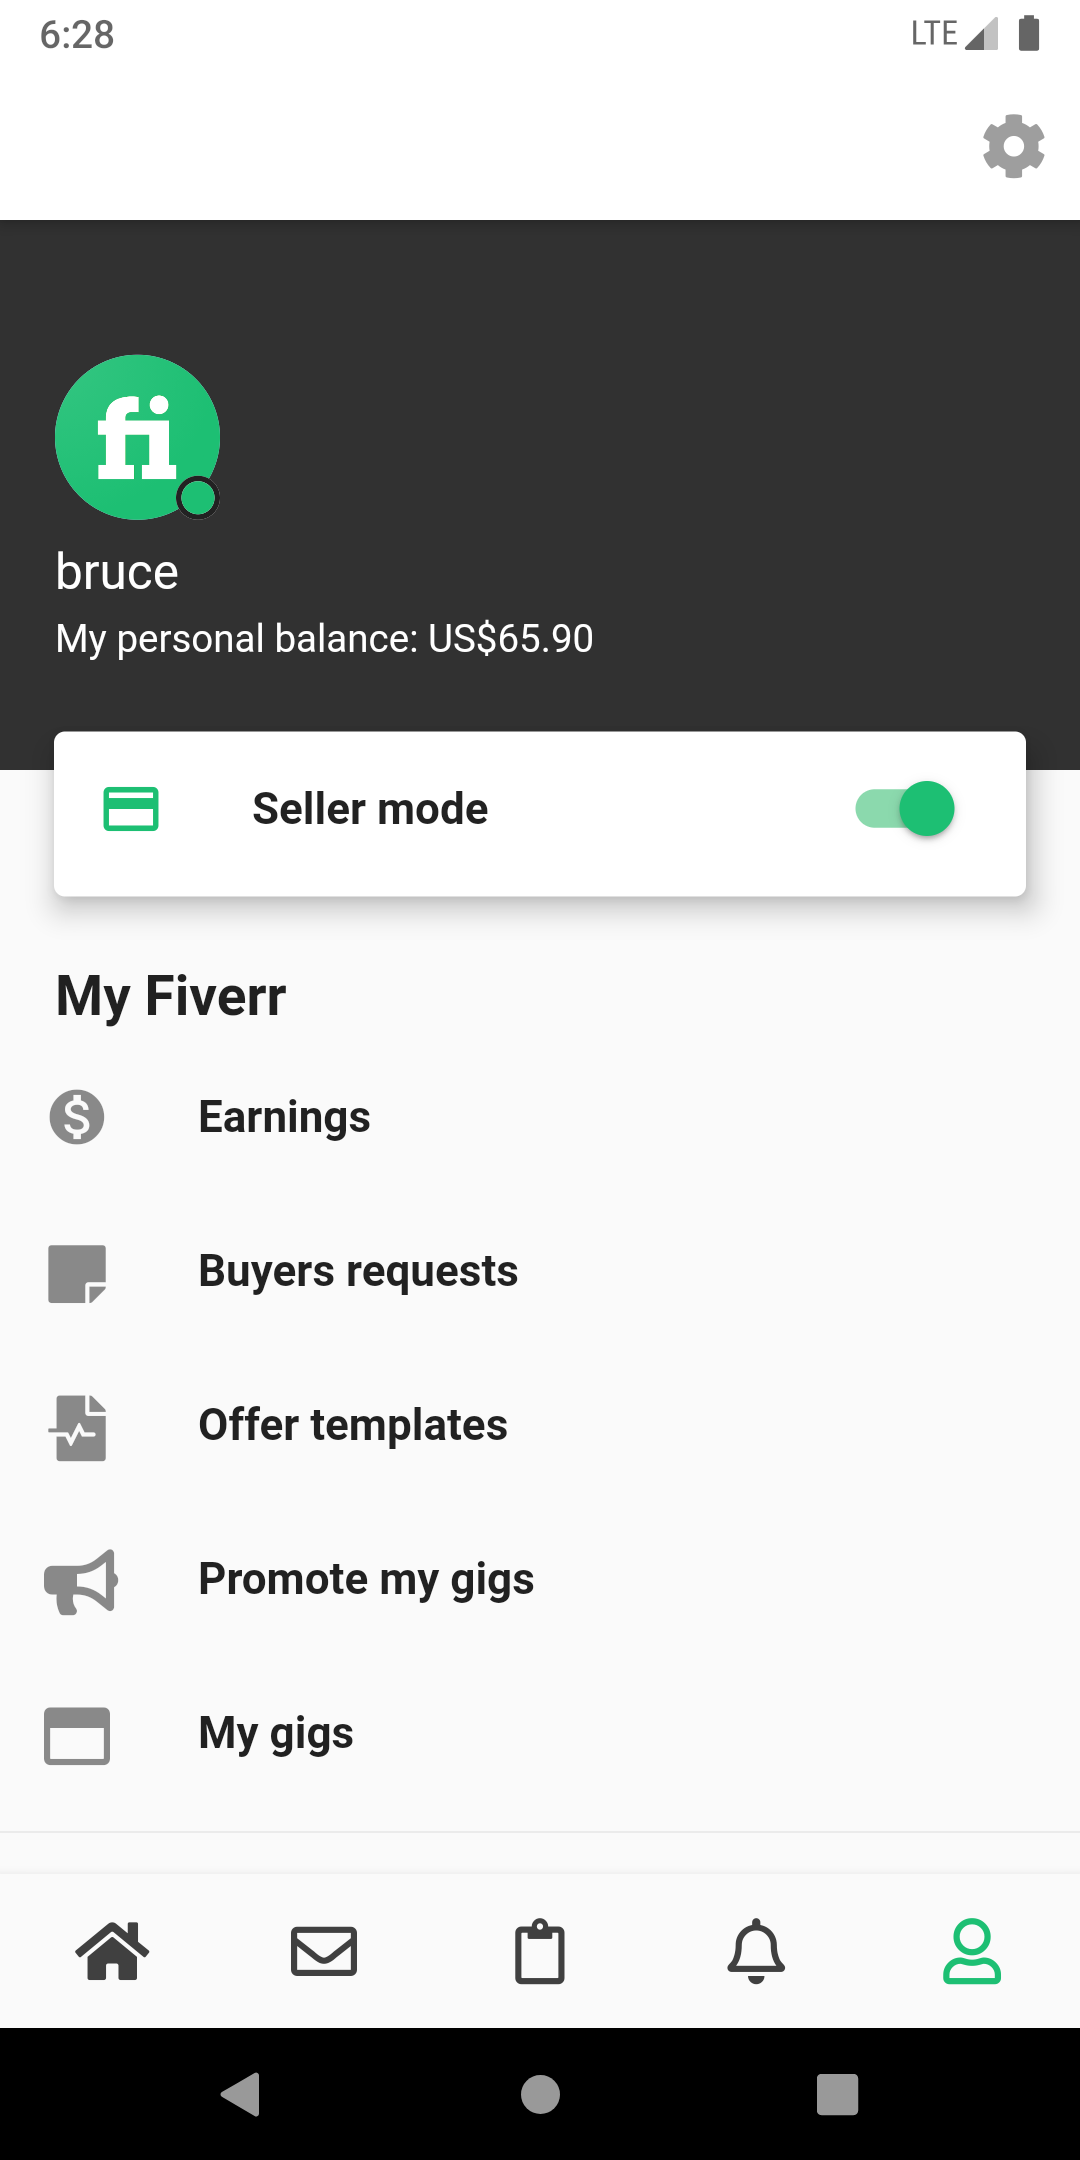 6:28
LTE
fi
bruce
My personal balance: US$65.90
Seller mode
My Fiverr
Earnings
Buyers requests
Offer templates
Promote my gigs
My gigs